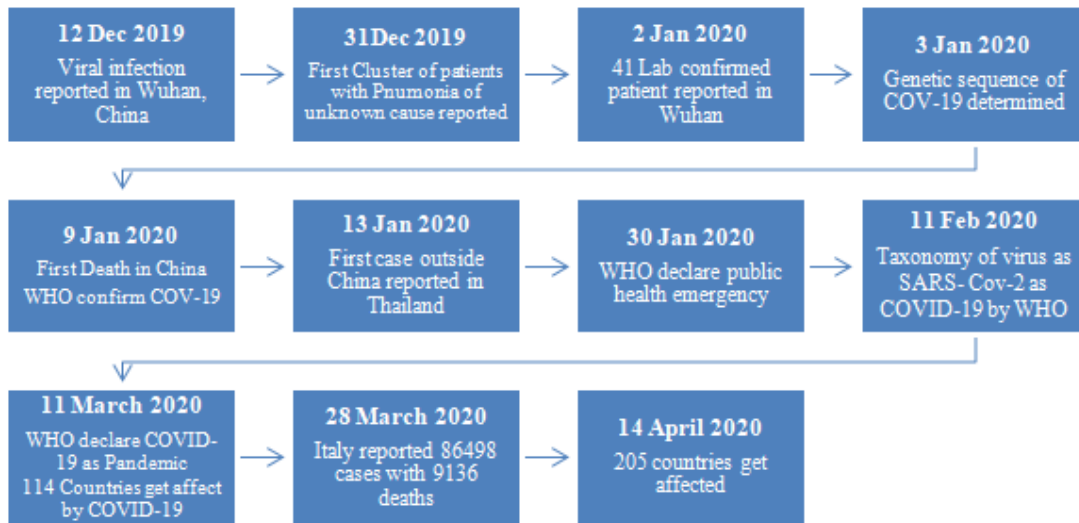 12 Dec 2019
Viral infection
reported in Wuhan,
China
31Dec 2019
First Cluster of patients
with Pnumonia of
unknown cause reported
2 Jan 2020
41 Lab confirmed
patient reported in
Wuhan
3 Jan 2020
Genetic sequence of
COV-19 determined
9 Jan 2020
First Death in China
WHO confirm COV-19
13 Jan 2020
First case outside
China reported in
Thailand
30 Jan 2020
WHO declare public
health emergency
11 Feb 2020
Taxonomy of virus as
SARS- Cov-2 as
COVID-19 by WHO
11 March 2020
WHO declare COVID-
19 as Pandemic
114 Countries get affect
by COVID-19
28 March 2020
Italy reported 86498
cases with 9136
deaths
14 April 2020
205 countries get
affected